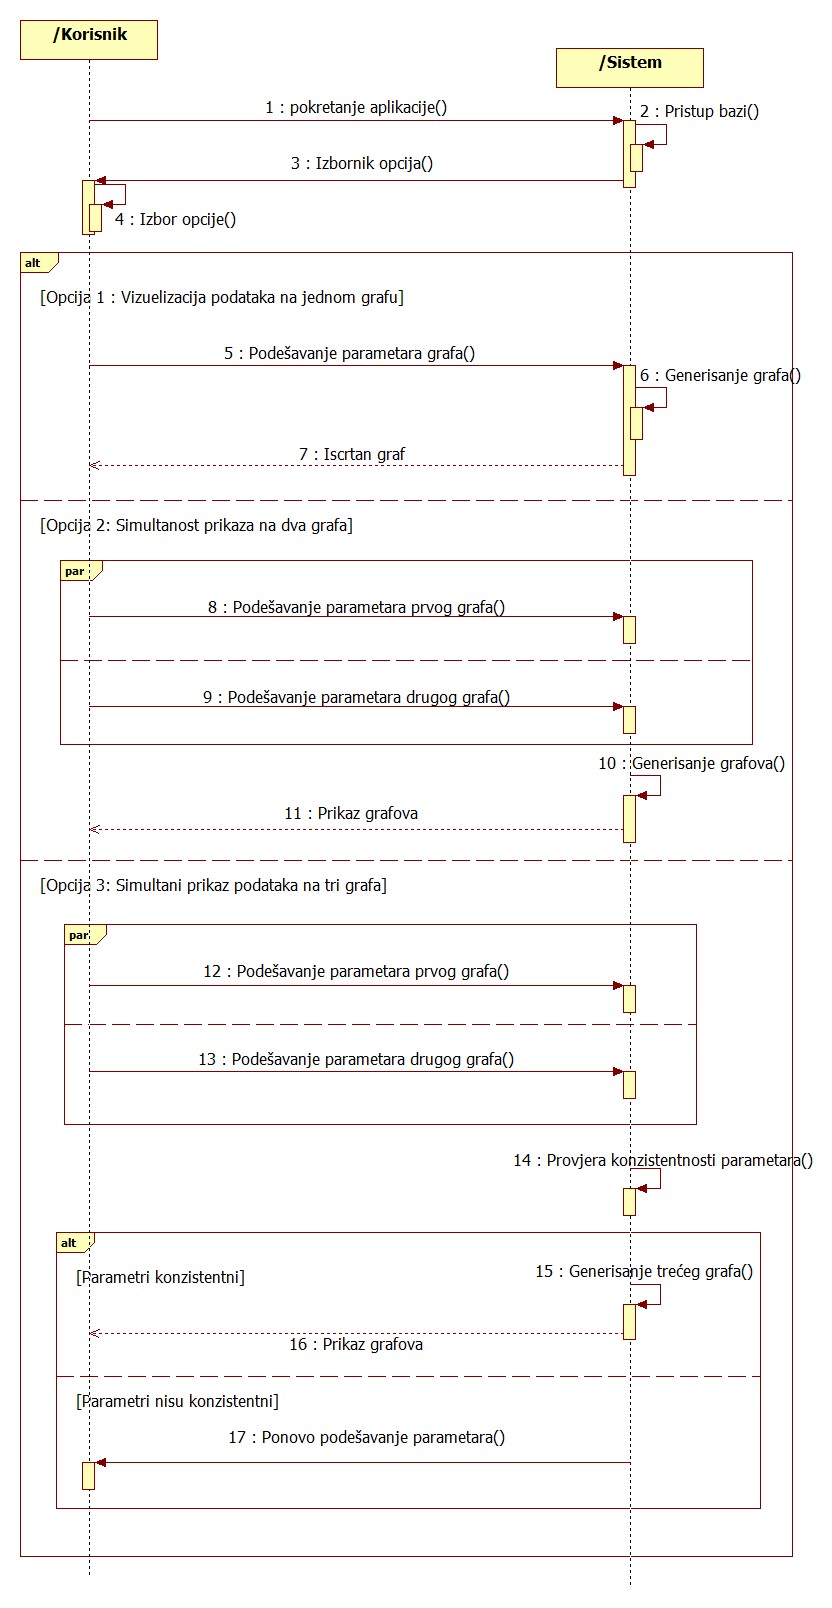 /Korisnik
/Sistem
1 : pokretanje aplikacije()
2 : Pristup bazi()
3 : Izbornik opcija()
4 : Izbor opcije()
alt
[Opcija 1 : Vizuelizacija podataka na jednom grafu]
5 : Podešavanje parametara grafa()
6 : Generisanje grafa()
7 : Iscrtan graf
[Opcija 2: Simultanost prikaza na dva grafa]
par
8 : Podešavanje parametara prvog grafa()
9 : Podešavanje parametara drugog grafa()
10 : Generisanje grafova()
11 : Prikaz grafova
[Opcija 3: Simultani prikaz podataka na tri grafa]
par
12 : Podešavanje parametara prvog grafa()
13 : Podešavanje parametara drugog grafa()
14 : Provjera konzistentnosti parametara()
alt
[Parametri konzistentni]
15 : Generisanje trećeg grafa()
16 : Prikaz grafova
[Parametri nisu konzistentni]
17 : Ponovo podešavanje parametara()